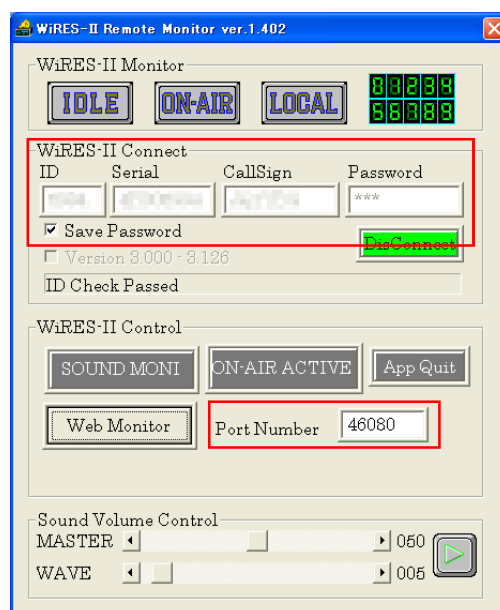 WiRES-II Remote Monitor ver.1.402
WiRES-II Monitor
IDLE ON-AIR LOCAL
WiRES-II Connect
ID Serial CallSign Password
***
Save Password
DisConnect
Version 3.000 - 3.126
ID Check Passed
WiRES-II Control
SOUND MONI ON-AIR ACTIVE App Quit
Web Monitor Port Number 46080
Sound Volume Control
MASTER 050
WAVE 005